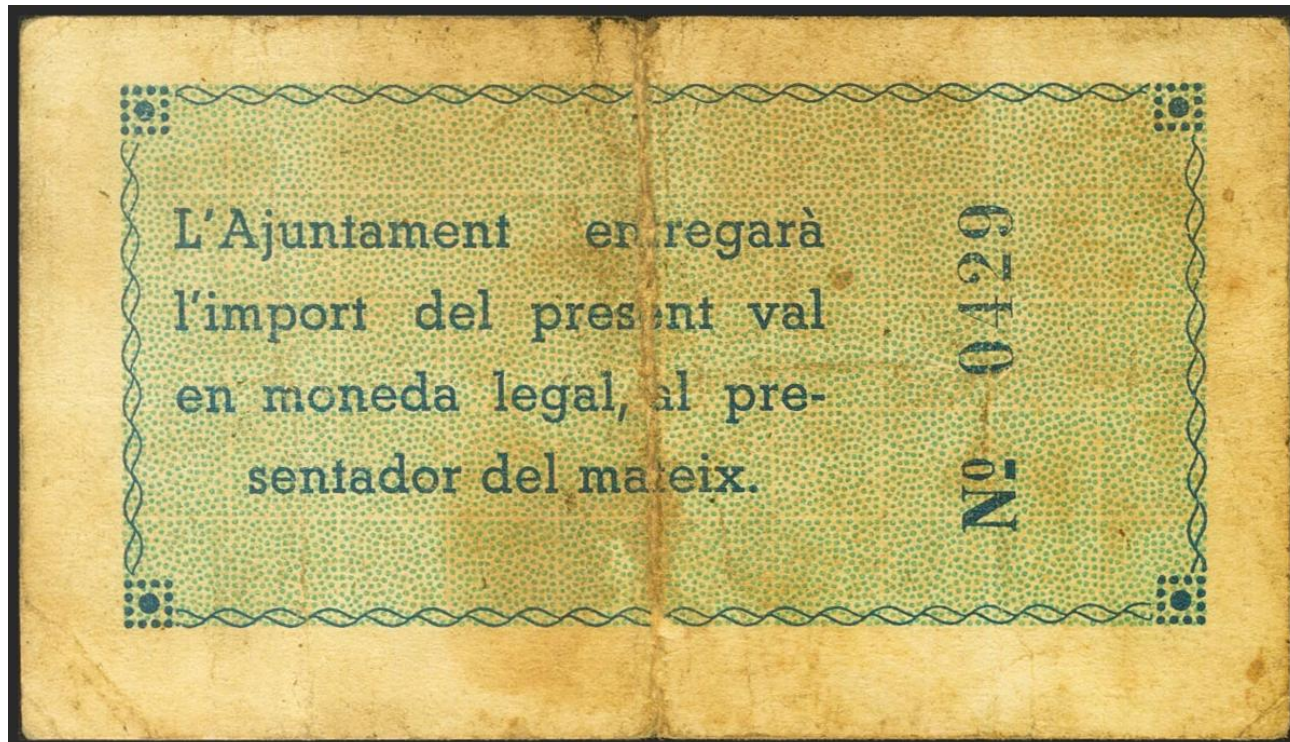 L'Ajuntament entregarà
l'import del present val
en moneda legal, al pre-
sentador del mateix.
Nº 0429